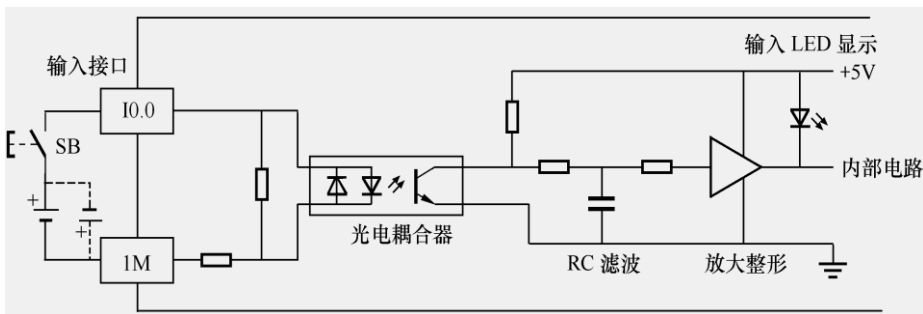 输入 LED 显示
输入接口
+5V
I0.0
SB
+
+
内部电路
光电耦合器
1M
RC 滤波
放大整形